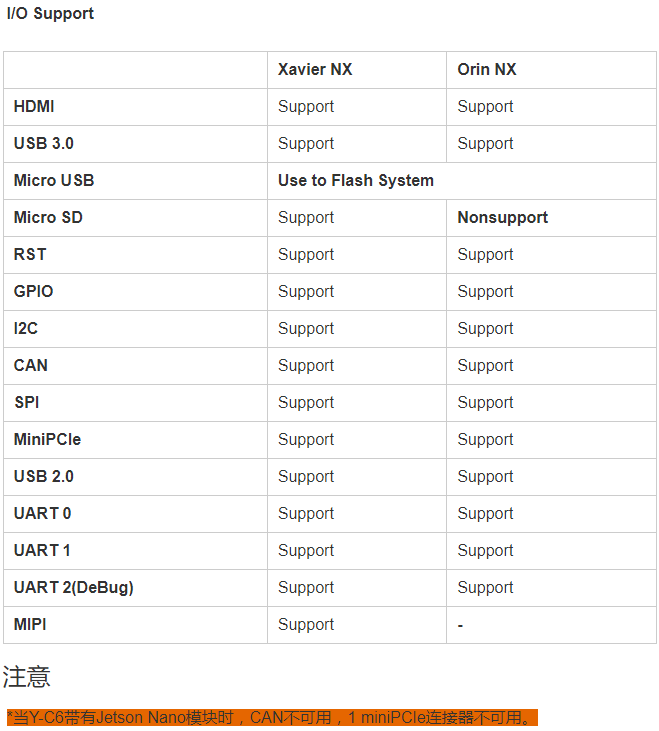 I/O Support
Xavier NX Orin NX
HDMI Support Support
USB 3.0 Support Support
Micro USB Use to Flash System
Micro SD Support Nonsupport
RST Support Support
GPIO Support Support
I2C Support Support
CAN Support Support
SPI Support Support
MiniPCIe Support Support
USB 2.0 Support Support
UART 0 Support Support
UART 1 Support Support
UART 2(DeBug) Support Support
MIPI Support -
注意
*当Y-C6带有Jetson Nano模块时，CAN不可用，1 miniPCIe连接器不可用。